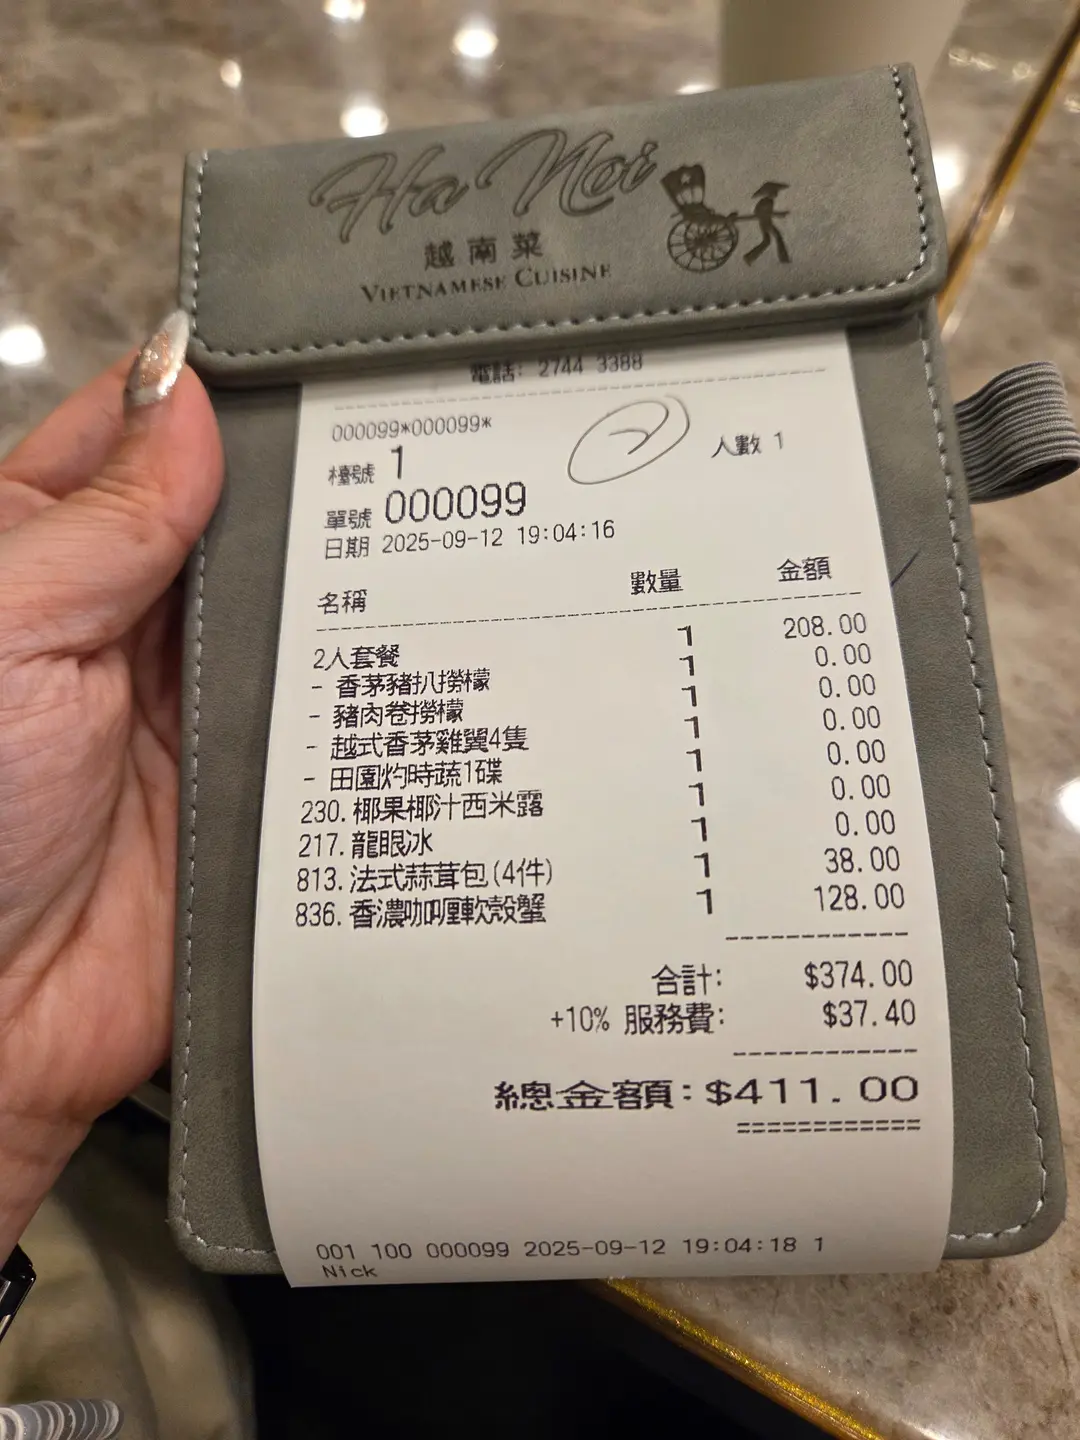 Ha Noi
越南菜
VIETNAMESE CUISINE
電話: 2744 3388
000099*000099*
檯號 1
人數 1
單號 000099
日期 2025-09-12 19:04:16
名稱 數量 金額
2人套餐 1 208.00
- 香茅豬扒撈檬 1 0.00
- 豬肉卷撈檬 1 0.00
- 越式香茅雞翼4隻 1 0.00
- 田園灼時蔬1碟 1 0.00
230. 椰果椰汁西米露 1 0.00
217. 龍眼冰 1 0.00
813. 法式蒜茸包(4件) 1 38.00
836. 香濃咖喱軟殼蟹 1 128.00
合計: $374.00
+10% 服務費: $37.40
總金額: $411.00
001 100 000099 2025-09-12 19:04:18 1
Nick